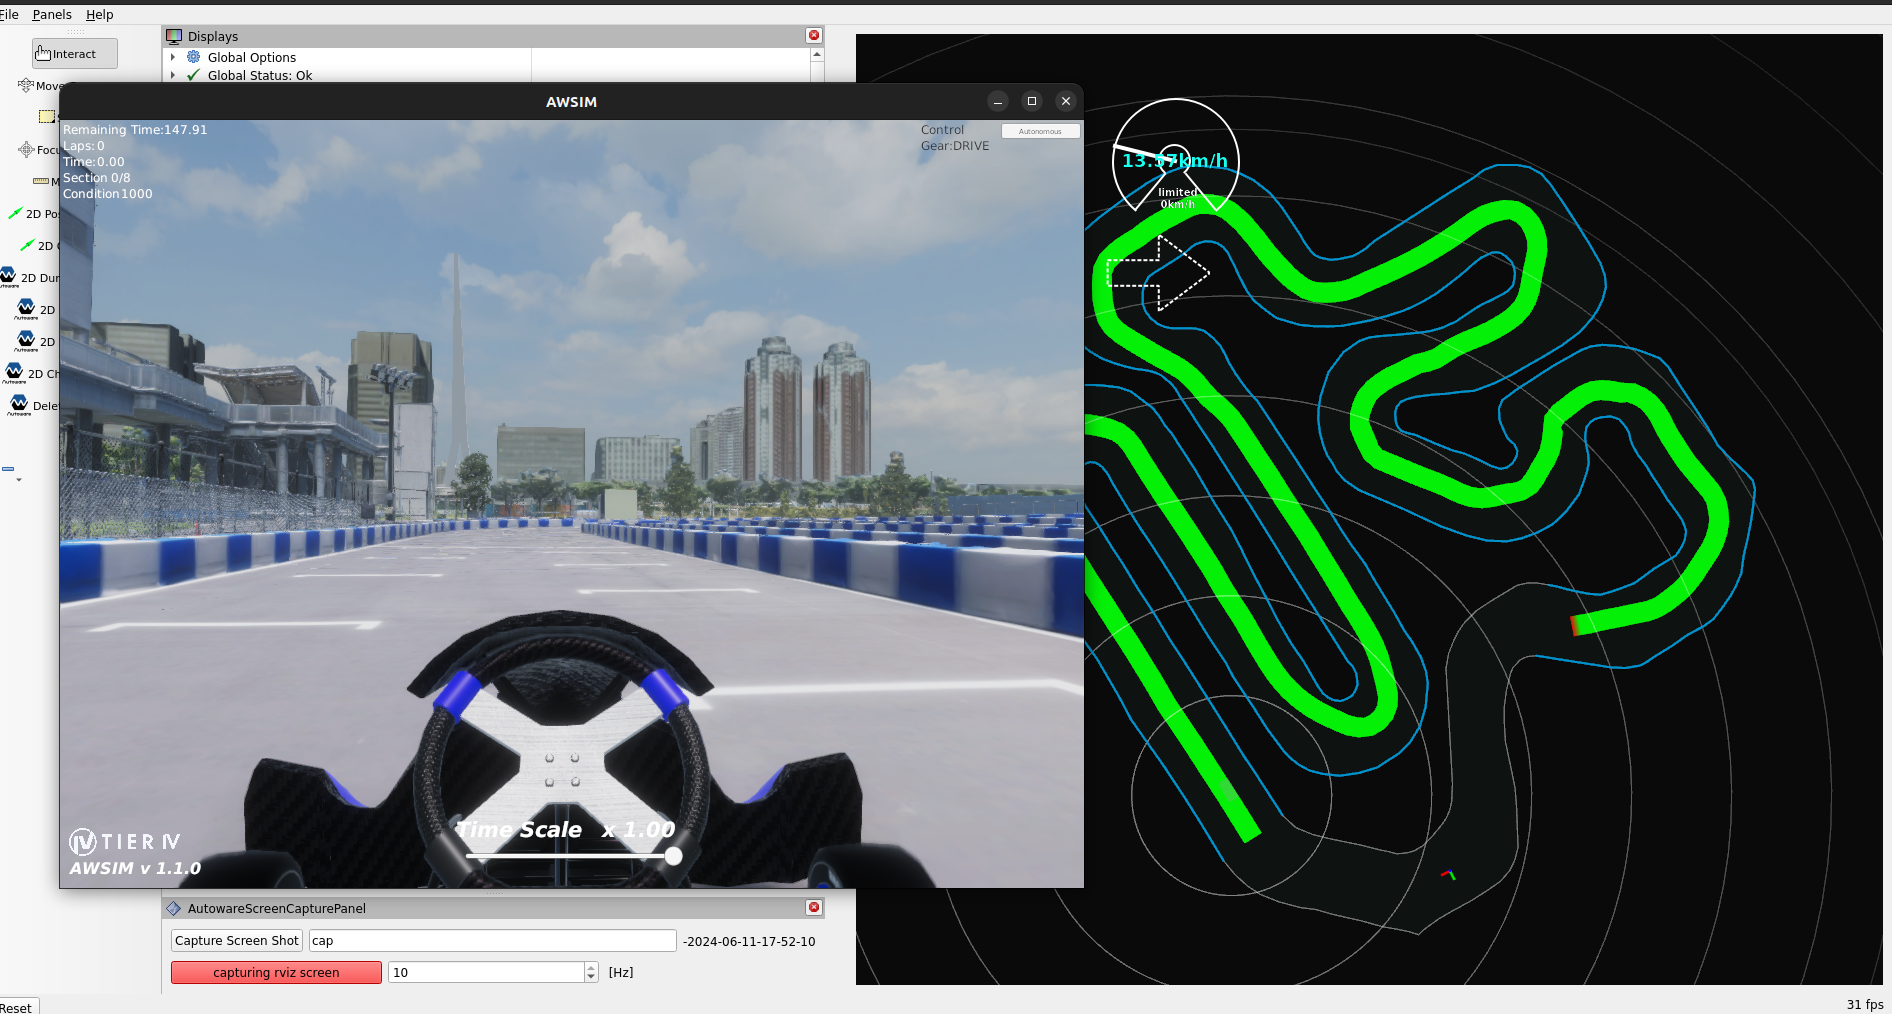 File Panels Help
Interact
Displays
Global Options
Global Status: Ok
Move
Focu
M
2D Po
2D
2D Dur
2D
2D
2D Ch
Dele
AWSIM
Remaining Time:147.91
Laps: 0
Time:0.00
Section 0/8
Condition1000
Control
Autonomous
Gear:DRIVE
13.57km/h
limited
0km/h
Time Scale x 1.00
TIER IV
AWSIM v 1.1.0
AutowareScreenCapturePanel
Capture Screen Shot
cap
-2024-06-11-17-52-10
capturing rviz screen
10
[Hz]
Reset
31 fps